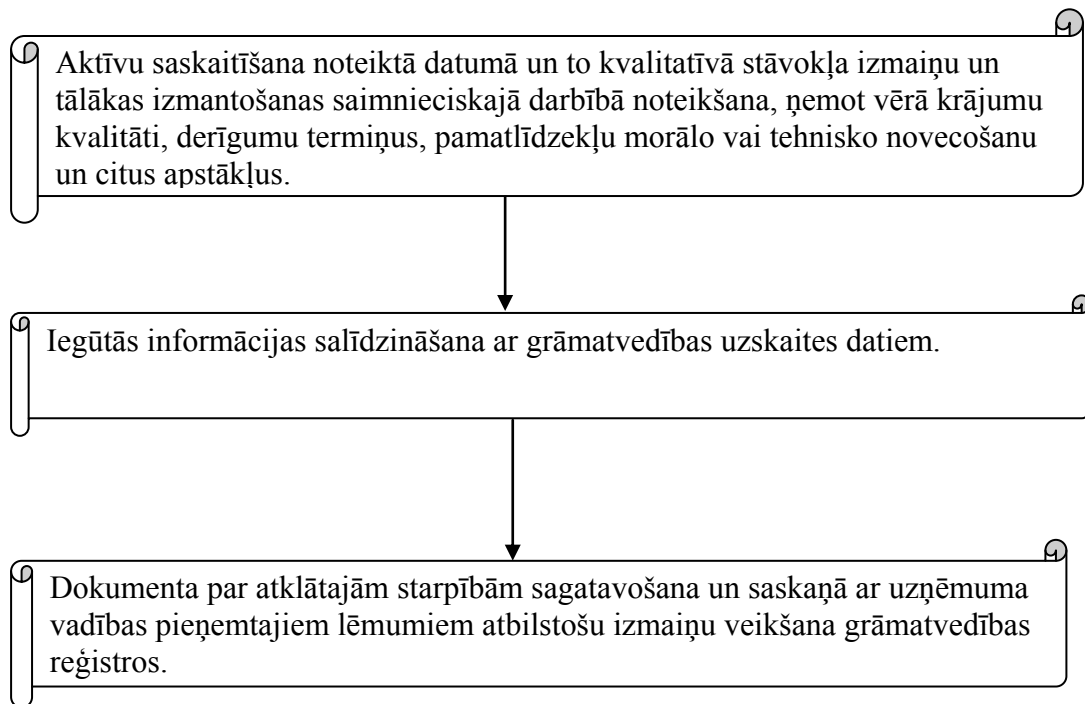 Aktīvu saskaitīšana noteiktā datumā un to kvalitatīvā stāvokļa izmaiņu un
tālākas izmantošanas saimnieciskajā darbībā noteikšana, ņemot vērā krājumu
kvalitāti, derīgumu termiņus, pamatlīdzekļu morālo vai tehnisko novecošanu
un citus apstākļus.
Iegūtās informācijas salīdzināšana ar grāmatvedības uzskaites datiem.
Dokumenta par atklātajām starpībām sagatavošana un saskaņā ar uzņēmuma
vadības pieņemtajiem lēmumiem atbilstošu izmaiņu veikšana grāmatvedības
reģistros.